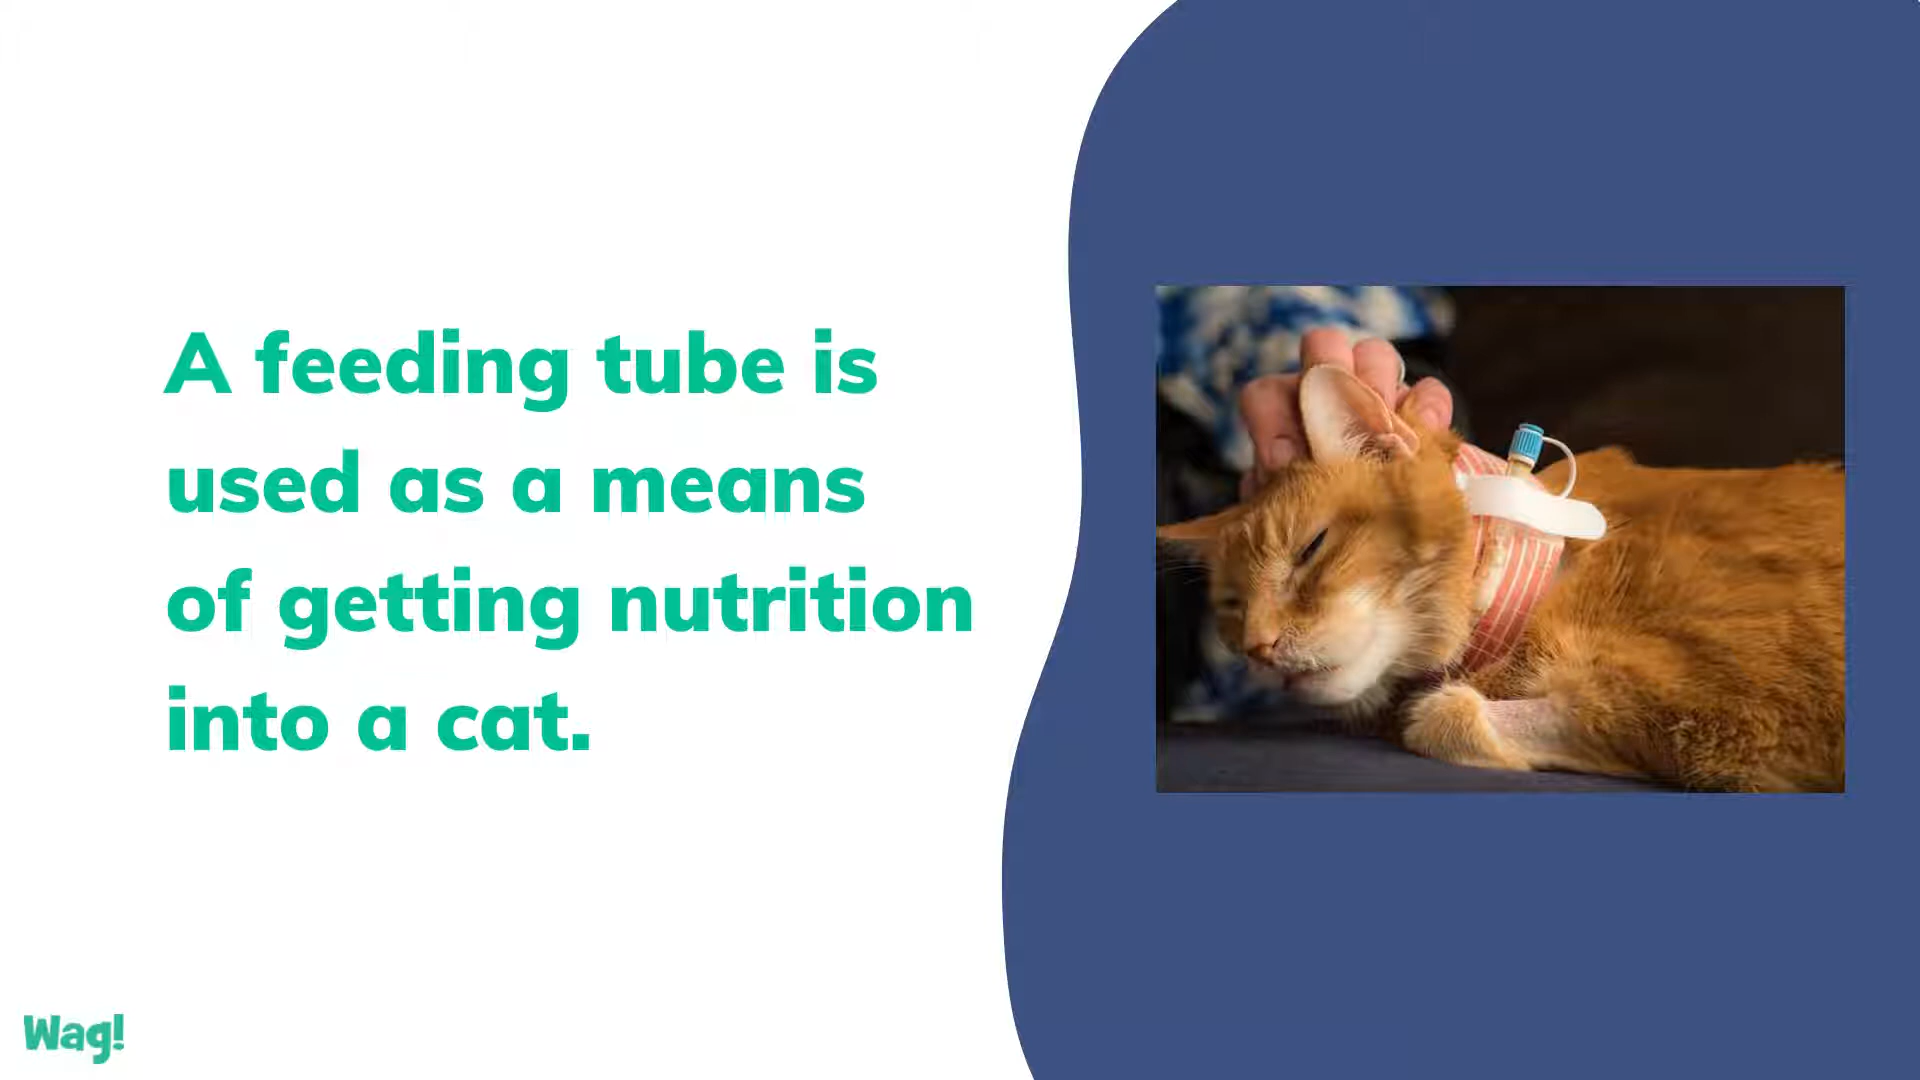 A feeding tube is
used as a means
of getting nutrition
into a cat.
Wag!